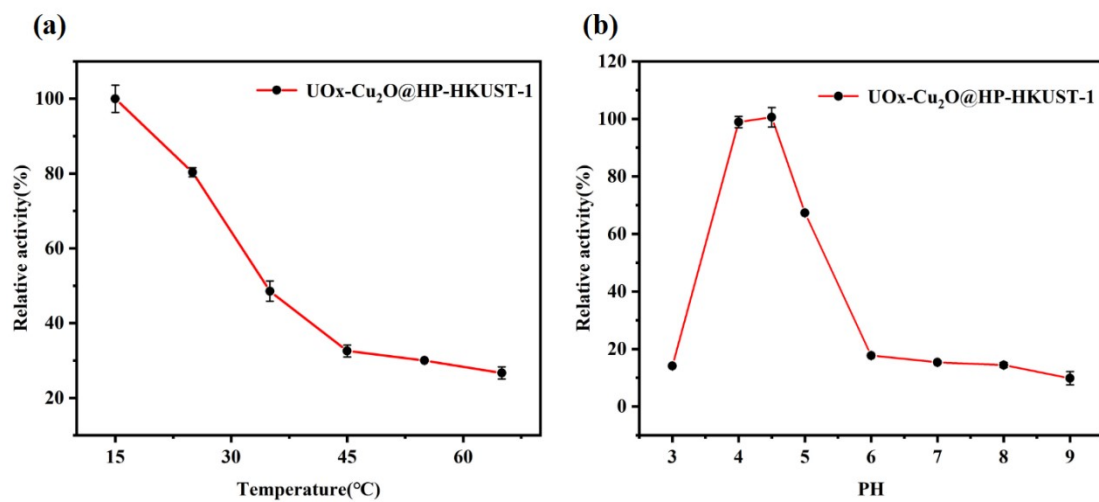 (a)
UOx-Cu₂O@HP-HKUST-1
100
80
60
40
20
Relative activity(%)
15
30
45
60
Temperature(℃)
(b)
UOx-Cu₂O@HP-HKUST-1
120
100
80
60
40
20
0
Relative activity(%)
3
4
5
6
7
8
9
PH